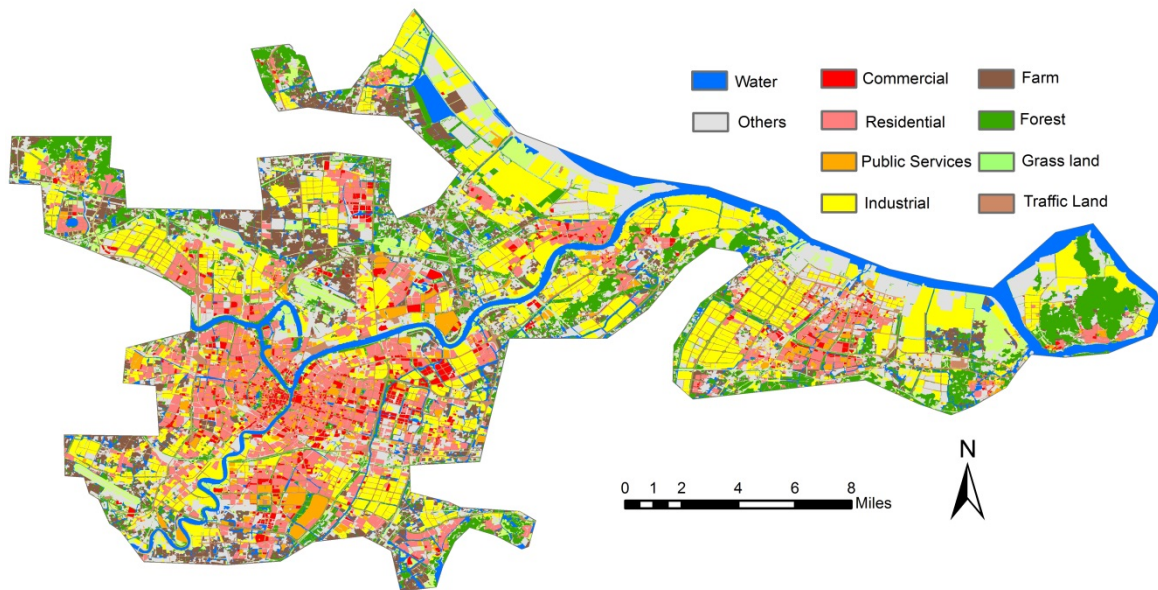 Water Commercial Farm
Others Residential Forest
Public Services Grass land
Industrial Traffic Land
N
0 1 2 4 6 8
Miles